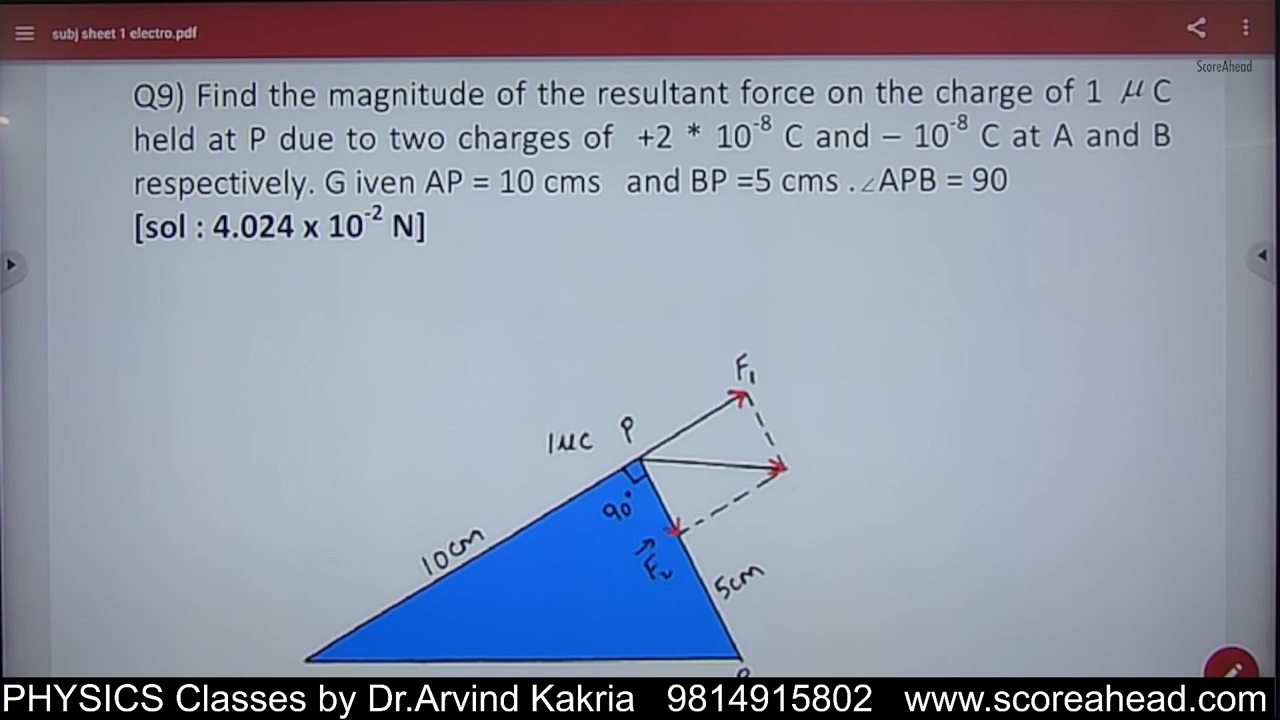 subj sheet 1 electro.pdf
ScoreAhead
Q9) Find the magnitude of the resultant force on the charge of 1 μ C
held at P due to two charges of +2 * 10⁻⁸ C and – 10⁻⁸ C at A and B
respectively. G iven AP = 10 cms and BP =5 cms .∠APB = 90
[sol : 4.024 x 10⁻² N]
F₁
1μC P
90°
10cm
F₂
5cm
PHYSICS Classes by Dr.Arvind Kakria 9814915802 www.scoreahead.com